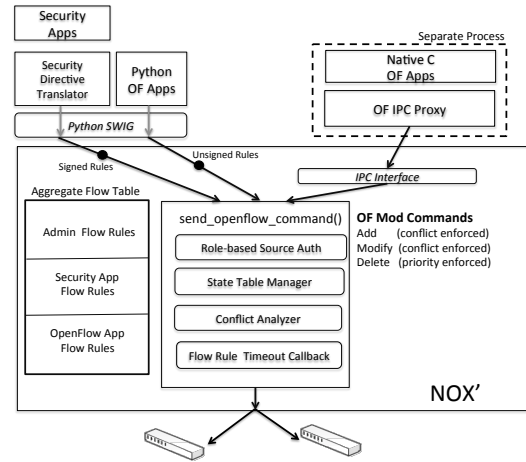 Security
Apps
Security
Directive
Translator
Python
OF Apps
Python SWIG
Separate Process
Native C
OF Apps
OF IPC Proxy
Signed Rules
Unsigned Rules
IPC Interface
Aggregate Flow Table
Admin Flow Rules
Security App
Flow Rules
OpenFlow App
Flow Rules
send_openflow_command()
Role-based Source Auth
State Table Manager
Conflict Analyzer
Flow Rule Timeout Callback
OF Mod Commands
Add (conflict enforced)
Modify (conflict enforced)
Delete (priority enforced)
NOX'